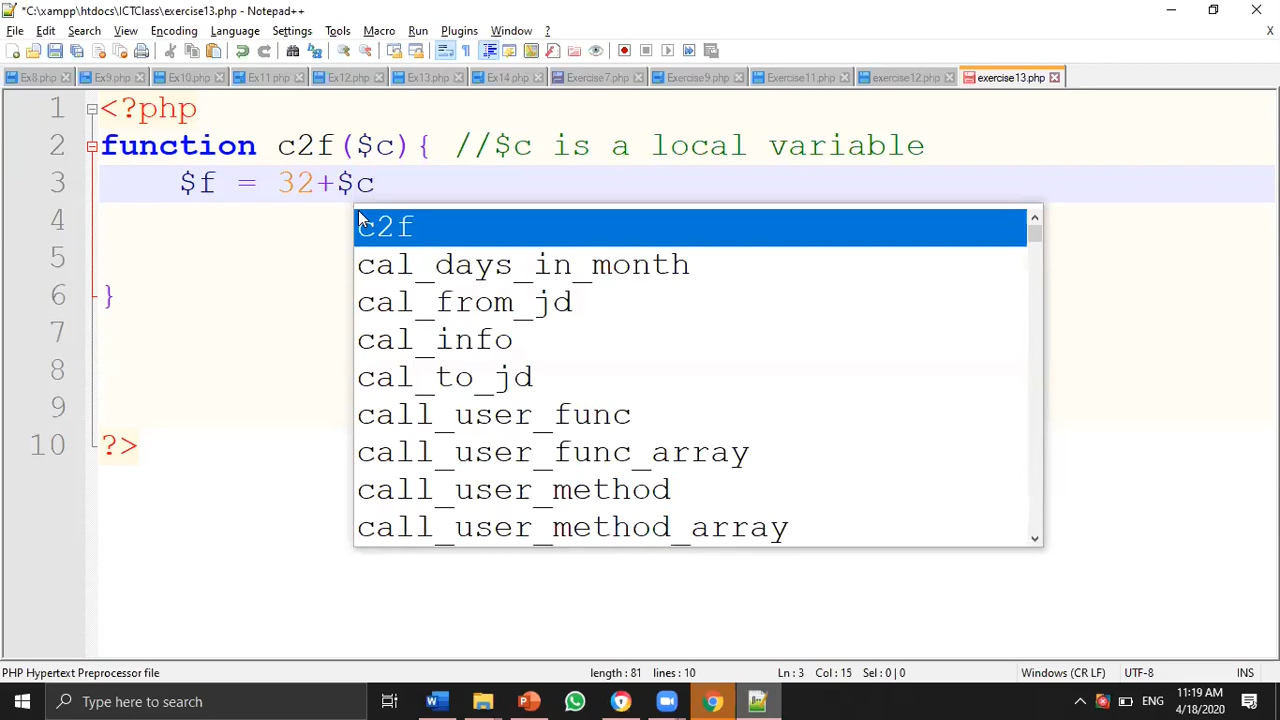 *C:\xampp\htdocs\ICTClass\exercise13.php - Notepad++
File Edit Search View Encoding Language Settings Tools Macro Run Plugins Window ? X
Ex8.php Ex9.php Ex10.php Ex11.php Ex12.php Ex13.php Ex14.php Exercise7.php Exercise9.php Exercise11.php exercise12.php exercise13.php
1 <?php
2 function c2f($c){ //$c is a local variable
3 $f = 32+$c
4 c2f
cal_days_in_month
5
6 }
cal_from_jd
7 cal_info
8 cal_to_jd
9 call_user_func
10 ?>
call_user_func_array
call_user_method
call_user_method_array
PHP Hypertext Preprocessor file length : 81 lines : 10 Ln : 3 Col : 15 Sel : 0 | 0 Windows (CR LF) UTF-8 INS
Type here to search ENG 11:19 AM
4/18/2020